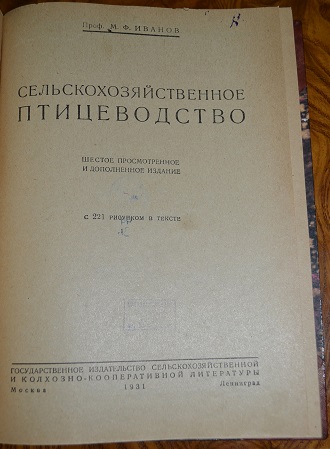 Проф. М. Ф. ИВАНОВ
СЕЛЬСКОХОЗЯЙСТВЕННОЕ
ПТИЦЕВОДСТВО
ШЕСТОЕ ПРОСМОТРЕННОЕ
И ДОПОЛНЕННОЕ ИЗДАНИЕ
с 221 рисунком в тексте
ГОСУДАРСТВЕННОЕ ИЗДАТЕЛЬСТВО СЕЛЬСКОХОЗЯЙСТВЕННОЙ
И КОЛХОЗНО-КООПЕРАТИВНОЙ ЛИТЕРАТУРЫ
Москва 1931 Ленинград